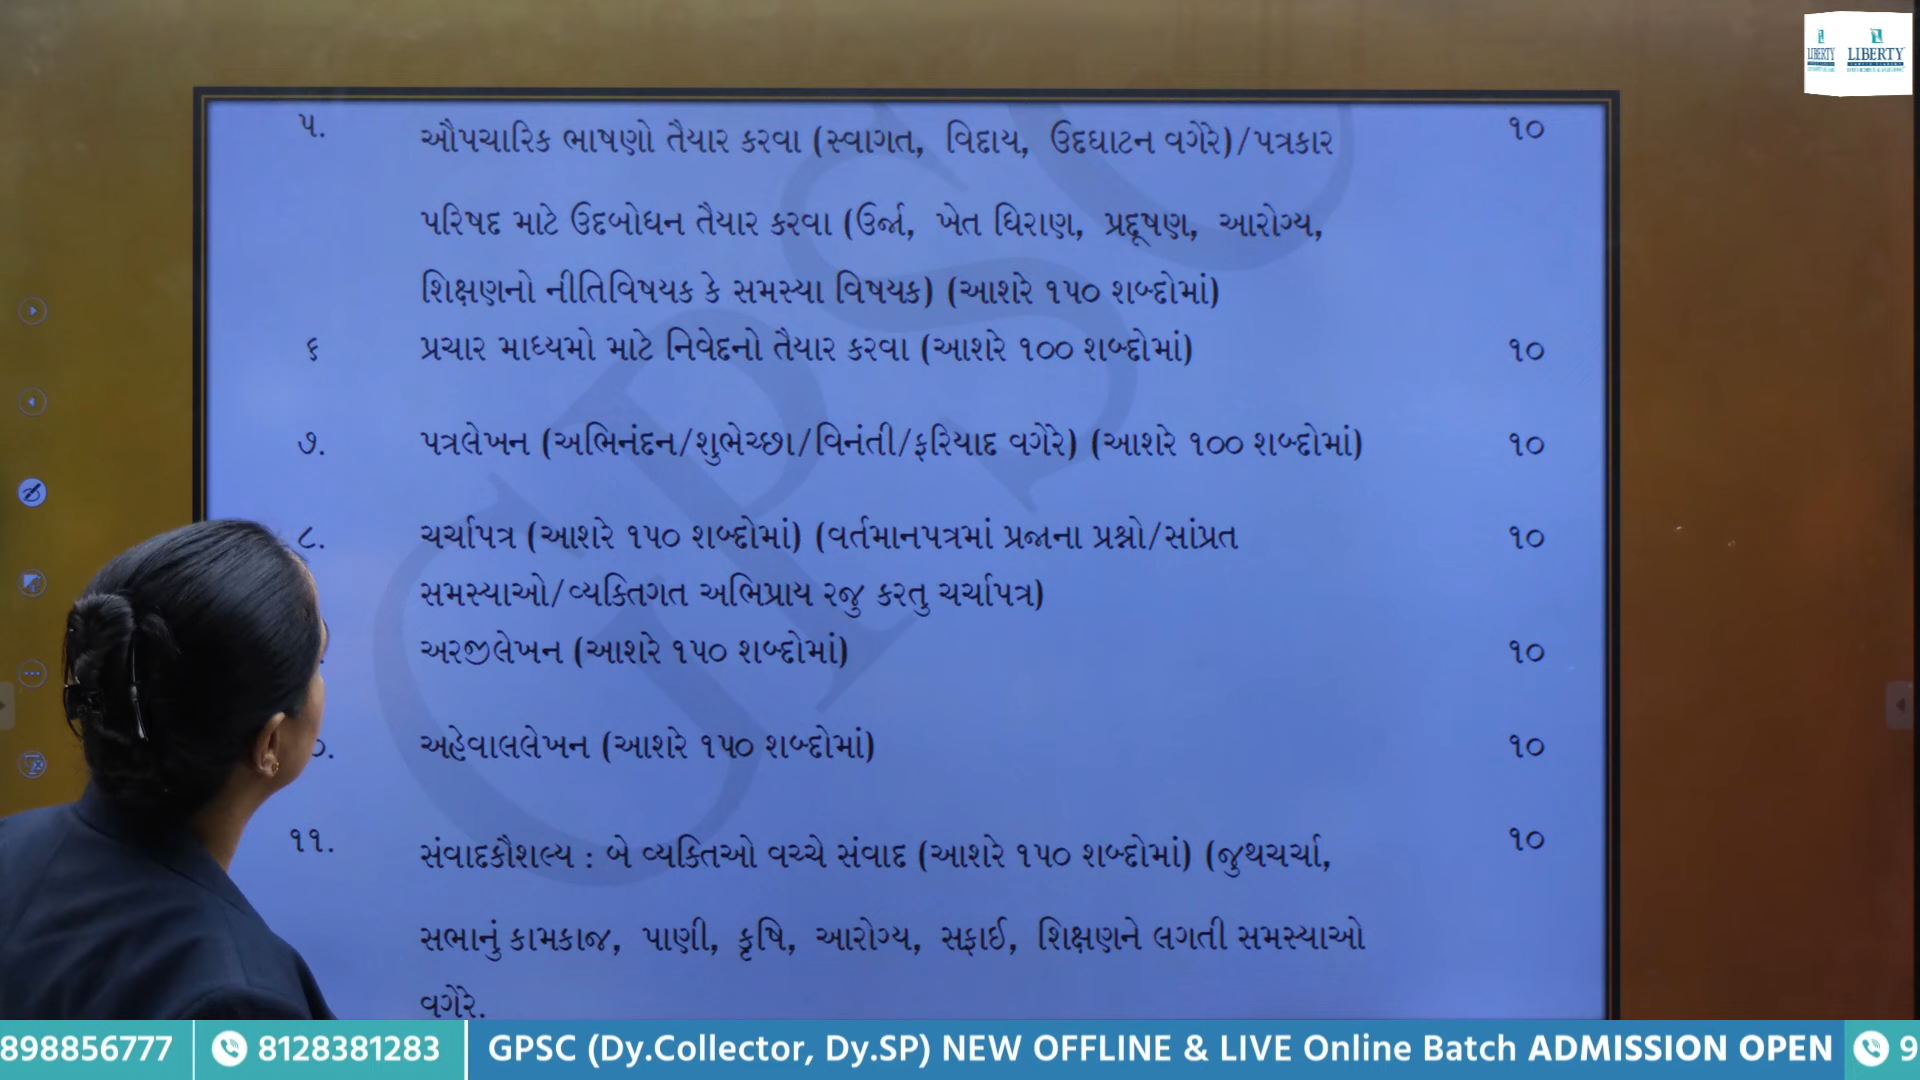 LIBERTY
LIBERTY
GPSC
૫. ઔપચારિક ભાષણો તૈયાર કરવા (સ્વાગત, વિદાય, ઉદઘાટન વગેરે)/પત્રકાર ૧૦
પરિષદ માટે ઉદબોધન તૈયાર કરવા (ઉર્જા, ખેત ધિરાણ, પ્રદૂષણ, આરોગ્ય,
શિક્ષણનો નીતિવિષયક કે સમસ્યા વિષયક) (આશરે ૧૫૦ શબ્દોમાં)
૬ પ્રચાર માધ્યમો માટે નિવેદનો તૈયાર કરવા (આશરે ૧૦૦ શબ્દોમાં) ૧૦
૭. પત્રલેખન (અભિનંદન/શુભેચ્છા/વિનંતી/ફરિયાદ વગેરે) (આશરે ૧૦૦ શબ્દોમાં) ૧૦
૮. ચર્ચાપત્ર (આશરે ૧૫૦ શબ્દોમાં) (વર્તમાનપત્રમાં પ્રજાના પ્રશ્નો/સાંપ્રત ૧૦
સમસ્યાઓ/વ્યક્તિગત અભિપ્રાય રજુ કરતુ ચર્ચાપત્ર)
અરજીલેખન (આશરે ૧૫૦ શબ્દોમાં) ૧૦
અહેવાલલેખન (આશરે ૧૫૦ શબ્દોમાં) ૧૦
૧૧. સંવાદકૌશલ્ય : બે વ્યક્તિઓ વચ્ચે સંવાદ (આશરે ૧૫૦ શબ્દોમાં) (જુથચર્ચા, ૧૦
સભાનું કામકાજ, પાણી, કૃષિ, આરોગ્ય, સફાઈ, શિક્ષણને લગતી સમસ્યાઓ
વગેરે.
898856777 8128381283 GPSC (Dy.Collector, Dy.SP) NEW OFFLINE & LIVE Online Batch ADMISSION OPEN 9